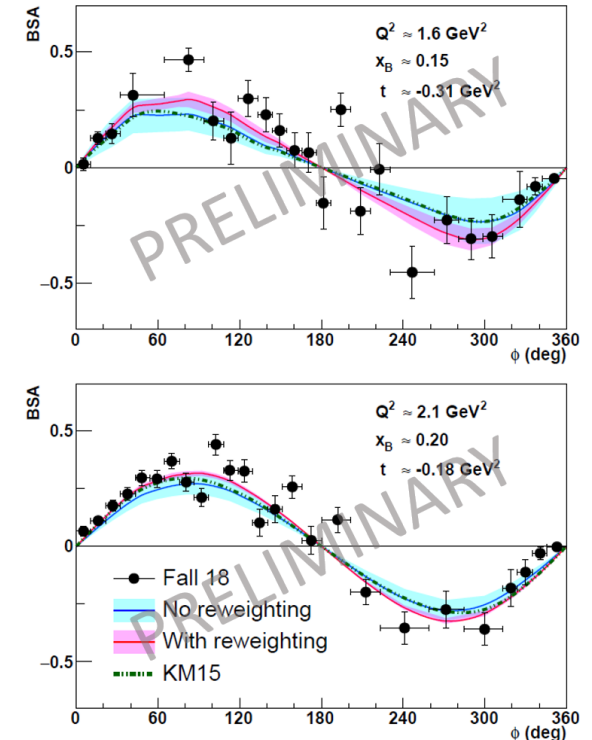 BSA
Q² ≈ 1.6 GeV²
x_B ≈ 0.15
t ≈ -0.31 GeV²
0.5
0
−0.5
PRELIMINARY
0 60 120 180 240 300 360
ϕ (deg)
BSA
Q² ≈ 2.1 GeV²
x_B ≈ 0.20
t ≈ -0.18 GeV²
0.5
0
−0.5
PRELIMINARY
Fall 18
No reweighting
With reweighting
KM15
0 60 120 180 240 300 360
ϕ (deg)